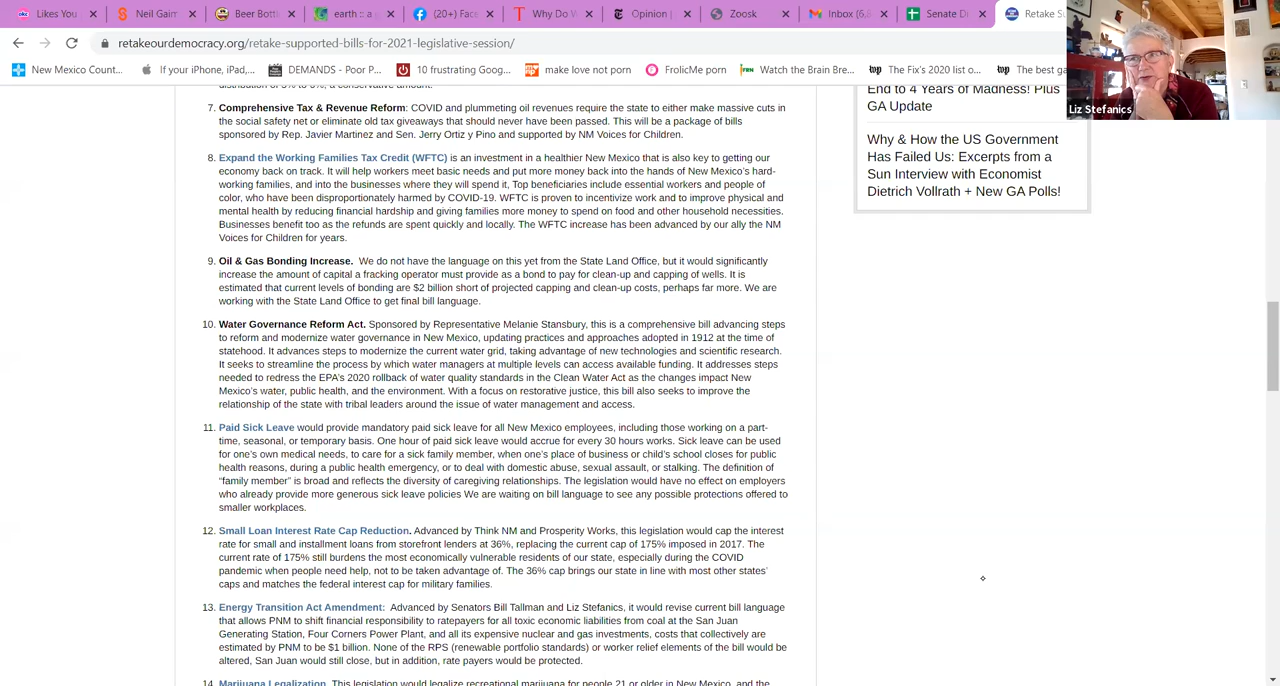 Likes You
Neil Gaim
Beer Bottl
earth :: a g
(20+) Face
Why Do W
Opinion |
Zoosk
Inbox (6,
Senate Di
Retake Su
retakeourdemocracy.org/retake-supported-bills-for-2021-legislative-session/
New Mexico Count...
If your iPhone, iPad,...
DEMANDS - Poor P...
10 frustrating Goog...
make love not porn
FrolicMe porn
Watch the Brain Bre...
The Fix's 2020 list o...
The best ga
Liz Stefanics
7. Comprehensive Tax & Revenue Reform: COVID and plummeting oil revenues require the state to either make massive cuts in
the social safety net or eliminate tax giveaways that should never have been passed. This will be a package of bills
sponsored by Rep. Javier Martinez and Sen. Jerry Ortiz y Pino and supported by NM Voices for Children.
8. Expand the Working Families Tax Credit (WFTC) is an investment in a healthier New Mexico that is also key to getting our
economy back on track. It will help workers meet basic needs and put more money back into the hands of New Mexico's hard-
working families, and into the businesses where they will spend it, Top beneficiaries include essential workers and people of
color, who have been disproportionately harmed by COVID-19. WFTC is proven to incentivize work and to improve physical and
mental health by reducing financial hardship and giving families more money to spend on food and other household necessities.
Businesses benefit too as the refunds are spent quickly and locally. The WFTC increase has been advanced by our ally the NM
Voices for Children for years.
9. Oil & Gas Bonding Increase. We do not have the language on this yet from the State Land Office, but it would significantly
increase the amount of capital a fracking operator must provide as a bond to pay for clean-up and capping of wells. It is
estimated that current levels of bonding are $2 billion short of projected capping and clean-up costs, perhaps far more. We are
working with the State Land Office to get final bill language.
10. Water Governance Reform Act. Sponsored by Representative Melanie Stansbury, this is a comprehensive bill advancing steps
to reform and modernize water governance in New Mexico, updating practices and approaches adopted in 1912 at the time of
statehood. It advances steps to modernize the current water grid, taking advantage of new technologies and scientific research.
It seeks to streamline the process by which water managers at multiple levels can access available funding. It addresses steps
needed to redress the EPA's 2020 rollback of water quality standards in the Clean Water Act as the changes impact New
Mexico's water, public health, and the environment. With a focus on restorative justice, this bill also seeks to improve the
relationship of the state with tribal leaders around the issue of water management and access.
11. Paid Sick Leave would provide mandatory paid sick leave for all New Mexico employees, including those working on a part-
time, seasonal, or temporary basis. One hour of paid sick leave would accrue for every 30 hours works. Sick leave can be used
for one's own medical needs, to care for a sick family member, when one's place of business or child's school closes for public
health reasons, during a public health emergency, or to deal with domestic abuse, sexual assault, or stalking. The definition of
“family member” is broad and reflects the diversity of caregiving relationships. The legislation would have no effect on employers
who already provide more generous sick leave policies We are waiting on bill language to see any possible protections offered to
smaller workplaces.
12. Small Loan Interest Rate Cap Reduction. Advanced by Think NM and Prosperity Works, this legislation would cap the interest
rate for small and installment loans from storefront lenders at 36%, replacing the current cap of 175% imposed in 2017. The
current rate of 175% still burdens the most economically vulnerable residents of our state, especially during the COVID
pandemic when people need help, not to be taken advantage of. The 36% cap brings our state in line with most other states'
caps and matches the federal interest cap for military families.
13. Energy Transition Act Amendment: Advanced by Senators Bill Tallman and Liz Stefanics, it would revise current bill language
that allows PNM to shift financial responsibility to ratepayers for all toxic economic liabilities from coal at the San Juan
Generating Station, Four Corners Power Plant, and all its expensive nuclear and gas investments, costs that collectively are
estimated by PNM to be $1 billion. None of the RPS (renewable portfolio standards) or worker relief elements of the bill would be
altered, San Juan would still close, but in addition, rate payers would be protected.
14. Marijuana Legalization. This legislation would legalize recreational marijuana for people 21 or older in New Mexico, and the
End to 4 Years of Madness! Plus
GA Update
Why & How the US Government
Has Failed Us: Excerpts from a
Sun Interview with Economist
Dietrich Vollrath + New GA Polls!